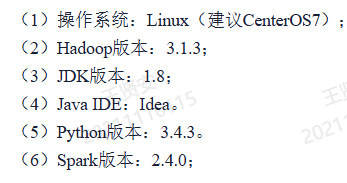 （1）操作系统：Linux（建议CenterOS7）；
（2）Hadoop版本：3.1.3；
（3）JDK版本：1.8；
（4）Java IDE：Idea。
（5）Python版本：3.4.3。
（6）Spark版本：2.4.0；